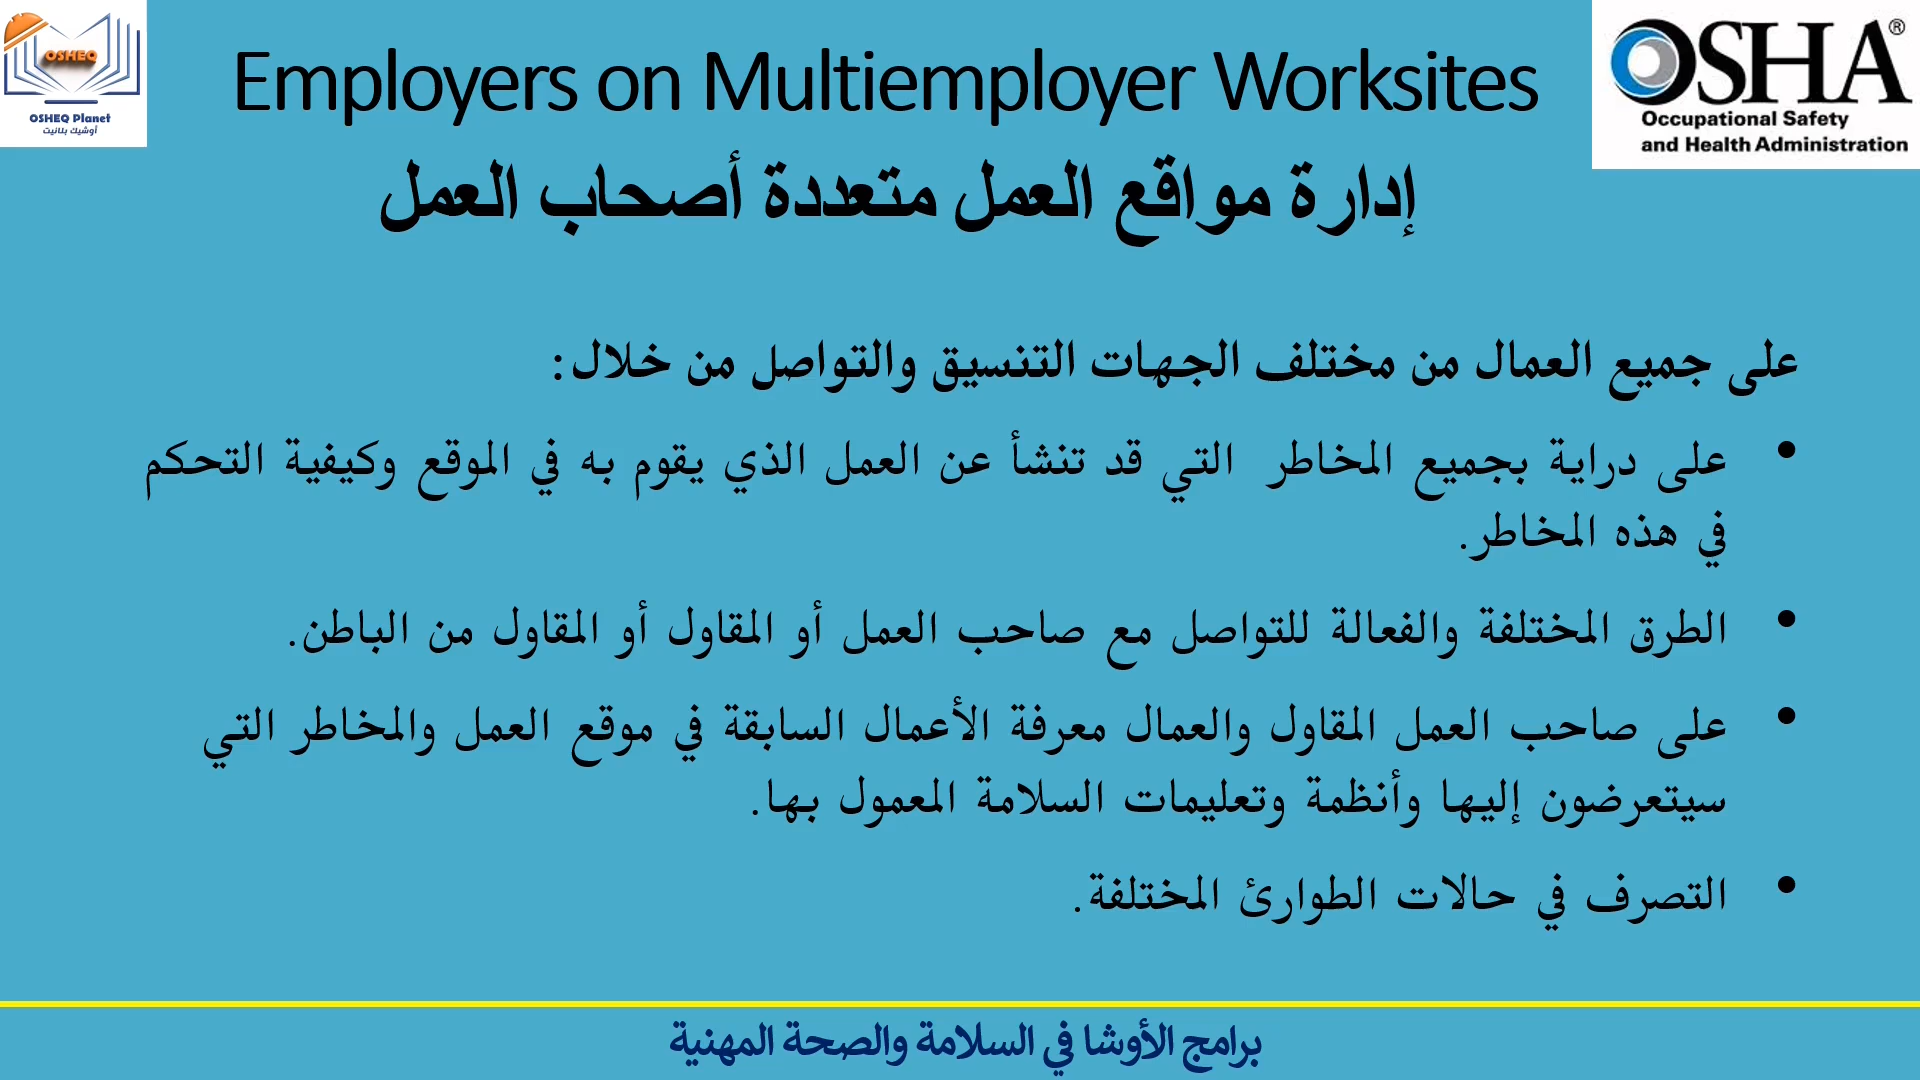 OSHEQ
OSHEQ Planet
أوشيك بلانيت
Employers on Multiemployer Worksites
OSHA®
Occupational Safety
and Health Administration
إدارة مواقع العمل متعددة أصحاب العمل
على جميع العمال من مختلف الجهات التنسيق والتواصل من خلال:
• على دراية بجميع المخاطر التي قد تنشأ عن العمل الذي يقوم به في الموقع وكيفية التحكم
في هذه المخاطر.
• الطرق المختلفة والفعالة للتواصل مع صاحب العمل أو المقاول أو المقاول من الباطن.
• على صاحب العمل المقاول والعمال معرفة الأعمال السابقة في موقع العمل والمخاطر التي
سيتعرضون إليها وأنظمة وتعليمات السلامة المعمول بها.
• التصرف في حالات الطوارئ المختلفة.
برامج الأوشا في السلامة والصحة المهنية